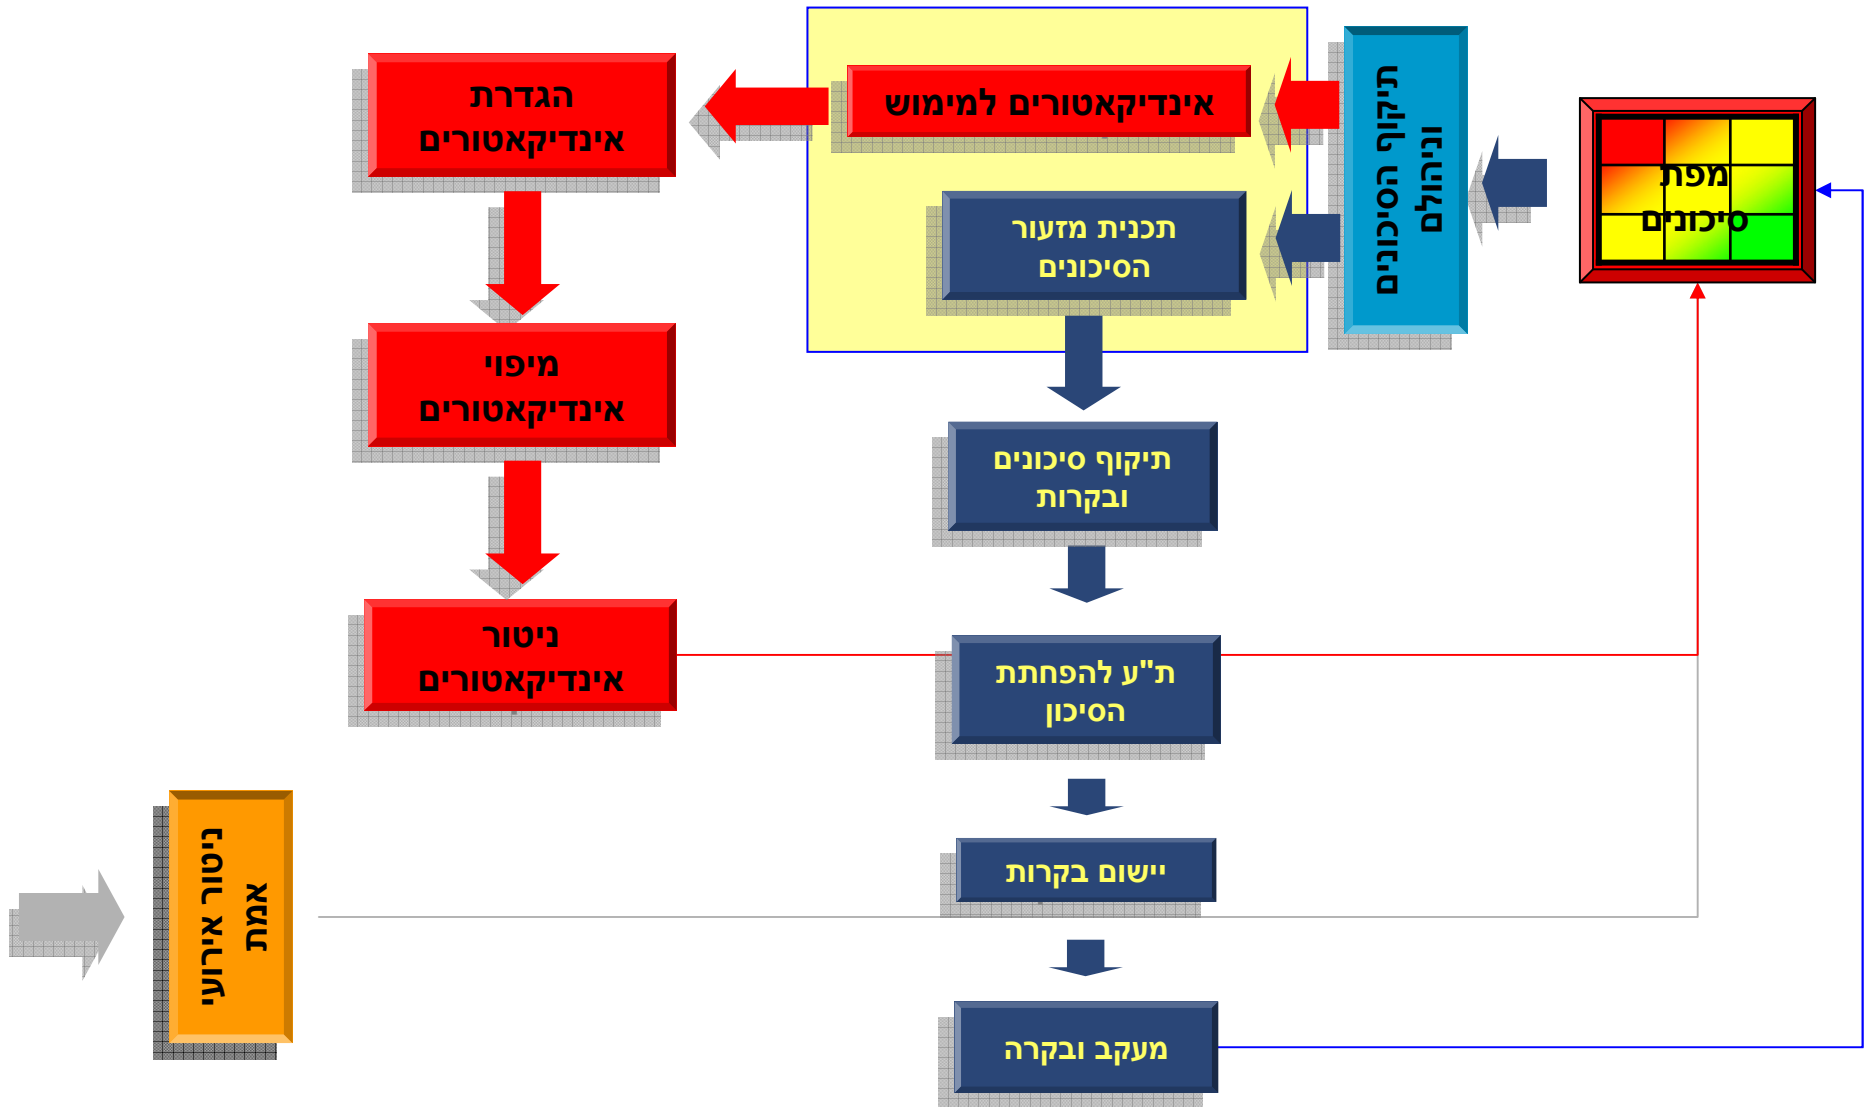 מפת
סיכונים
תיקוף הסיכונים
וניהולם
אינדיקאטורים למימוש
תכנית מזעור
הסיכונים
הגדרת
אינדיקאטורים
מיפוי
אינדיקאטורים
ניטור
אינדיקאטורים
תיקוף סיכונים
ובקרות
ת"ע להפחתת
הסיכון
יישום בקרות
מעקב ובקרה
ניטור אירועי
אמת